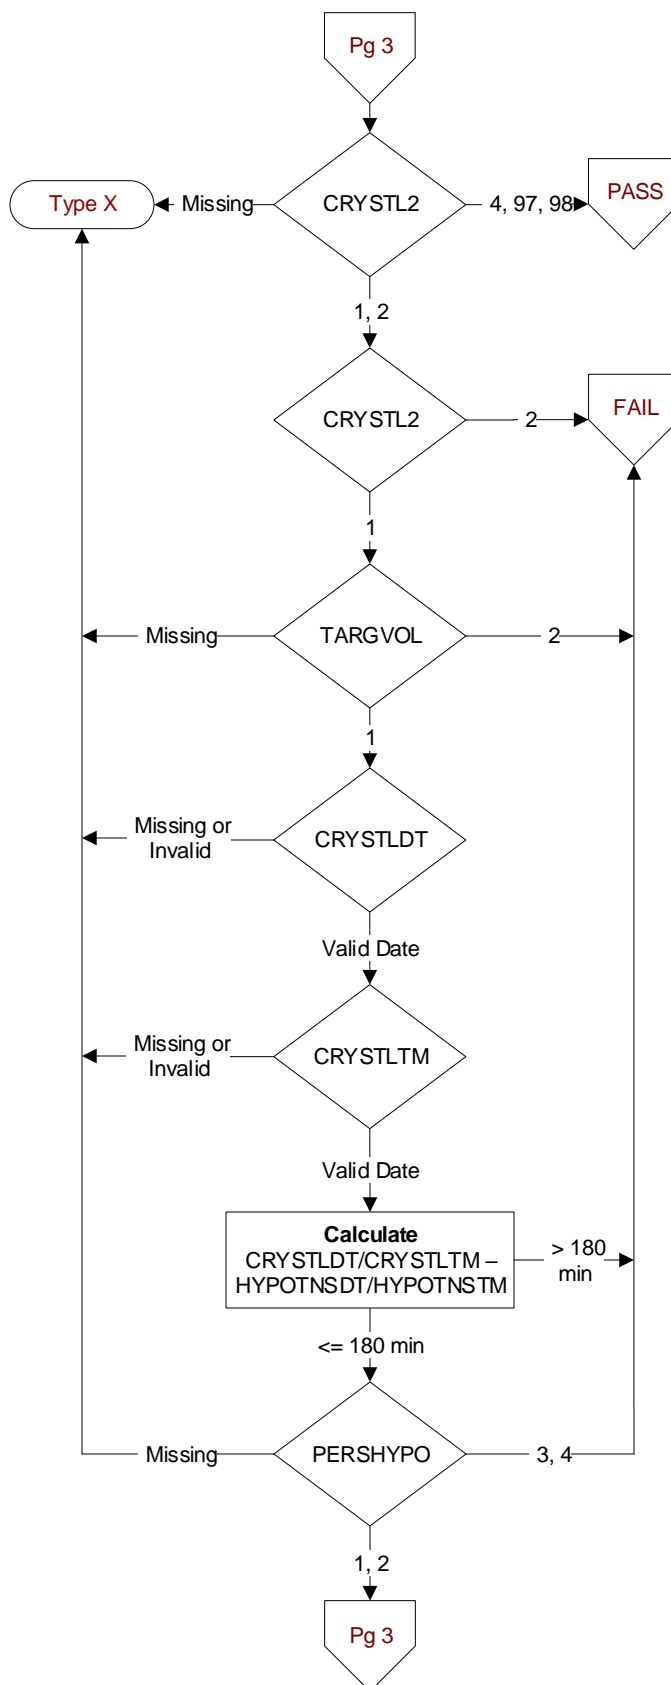 Pg 3
Type X
Missing
CRYSTL2
4, 97, 98
PASS
1, 2
CRYSTL2
2
FAIL
1
Missing
TARGVOL
2
1
Missing or
Invalid
CRYSTLDT
Valid Date
Missing or
Invalid
CRYSTLTM
Valid Date
Calculate
CRYSTLDT/CRYSTLTM –
HYPOTNSDT/HYPOTNSTM
> 180
min
<= 180 min
Missing
PERSHYPO
3, 4
1, 2
Pg 3